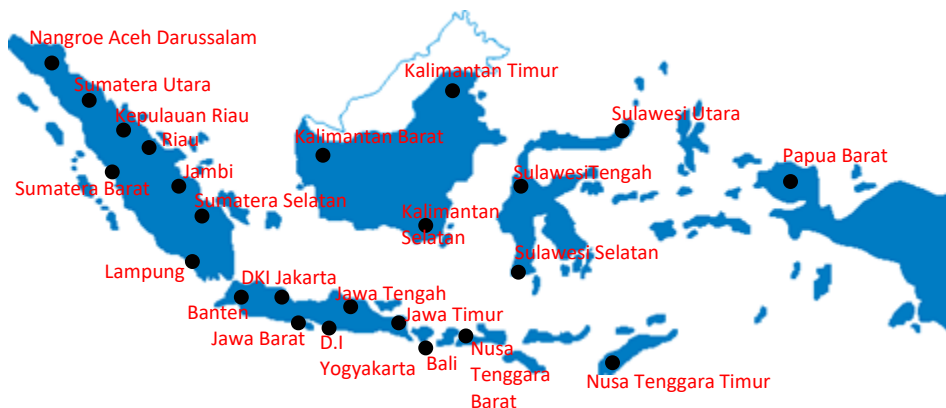 Nangroe Aceh Darussalam
Kalimantan Timur
Sumatera Utara
Kepulauan Riau
Sulawesi Utara
Riau
Kalimantan Barat
Papua Barat
Sumatera Barat
Jambi
SulawesiTengah
Sumatera Selatan
Kalimantan
Selatan
Sulawesi Selatan
Lampung
DKI Jakarta
Banten
Jawa Tengah
Jawa Timur
Jawa Barat
D.I
Yogyakarta
Bali
Nusa
Tenggara
Barat
Nusa Tenggara Timur